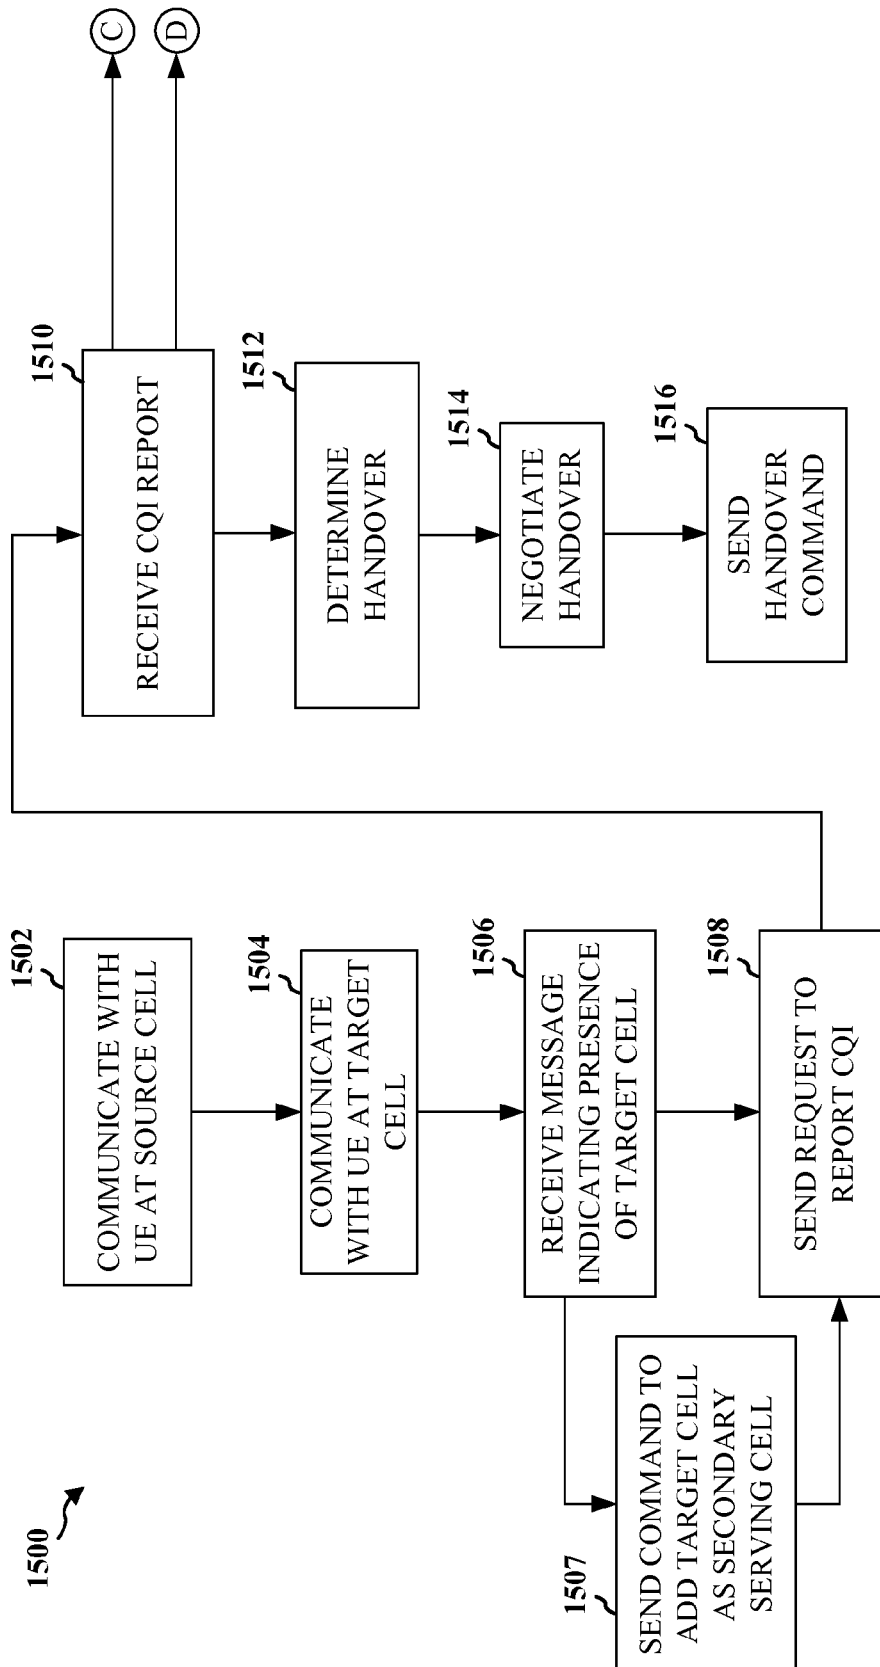 1500
1502
COMMUNICATE WITH
UE AT SOURCE CELL
1504
COMMUNICATE
WITH UE AT TARGET
CELL
1506
RECEIVE MESSAGE
INDICATING PRESENCE
OF TARGET CELL
1507
SEND COMMAND TO
ADD TARGET CELL
AS SECONDARY
SERVING CELL
1508
SEND REQUEST TO
REPORT CQI
1510
RECEIVE CQI REPORT
C
D
1512
DETERMINE
HANDOVER
1514
NEGOTIATE
HANDOVER
1516
SEND
HANDOVER
COMMAND